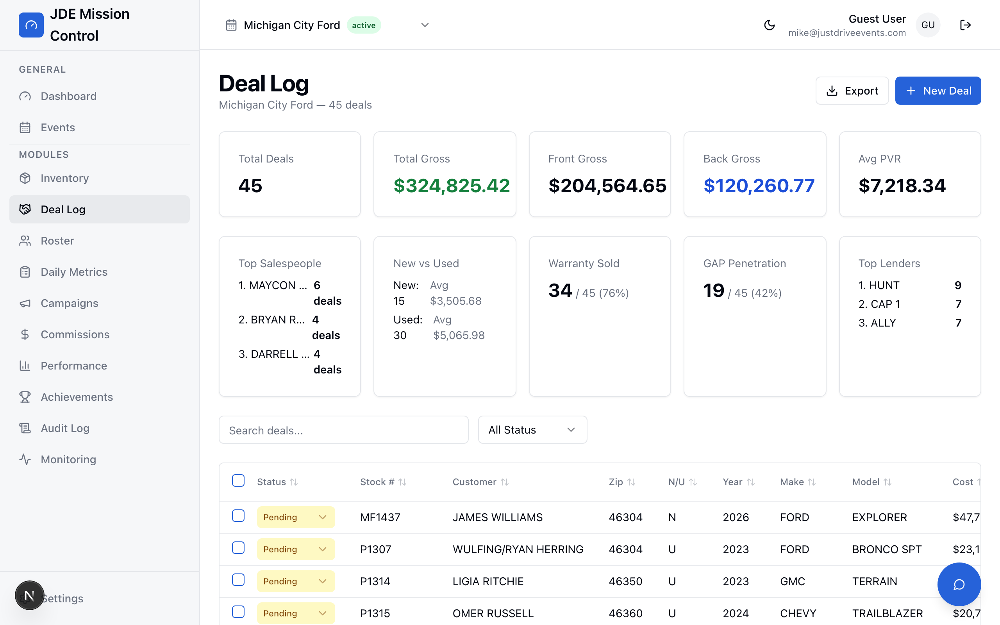 JDE Mission
Control
GENERAL
Dashboard
Events
MODULES
Inventory
Deal Log
Roster
Daily Metrics
Campaigns
Commissions
Performance
Achievements
Audit Log
Monitoring
N
Settings
Michigan City Ford active
Guest User
mike@justdriveevents.com
GU
Deal Log
Michigan City Ford — 45 deals
Export
New Deal
Total Deals
45
Total Gross
$324,825.42
Front Gross
$204,564.65
Back Gross
$120,260.77
Avg PVR
$7,218.34
Top Salespeople
1. MAYCON ... 6 deals
2. BRYAN R... 4 deals
3. DARRELL ... 4 deals
New vs Used
New: 15 Avg $3,505.68
Used: 30 Avg $5,065.98
Warranty Sold
34 / 45 (76%)
GAP Penetration
19 / 45 (42%)
Top Lenders
1. HUNT 9
2. CAP 1 7
3. ALLY 7
Search deals...
All Status
Status Stock # Customer Zip N/U Year Make Model Cost
Pending MF1437 JAMES WILLIAMS 46304 N 2026 FORD EXPLORER $47,7
Pending P1307 WULFING/RYAN HERRING 46304 U 2023 FORD BRONCO SPT $23,1
Pending P1314 LIGIA RITCHIE 46350 U 2023 GMC TERRAIN
Pending P1315 OMER RUSSELL 46360 U 2024 CHEVY TRAILBLAZER $20,7